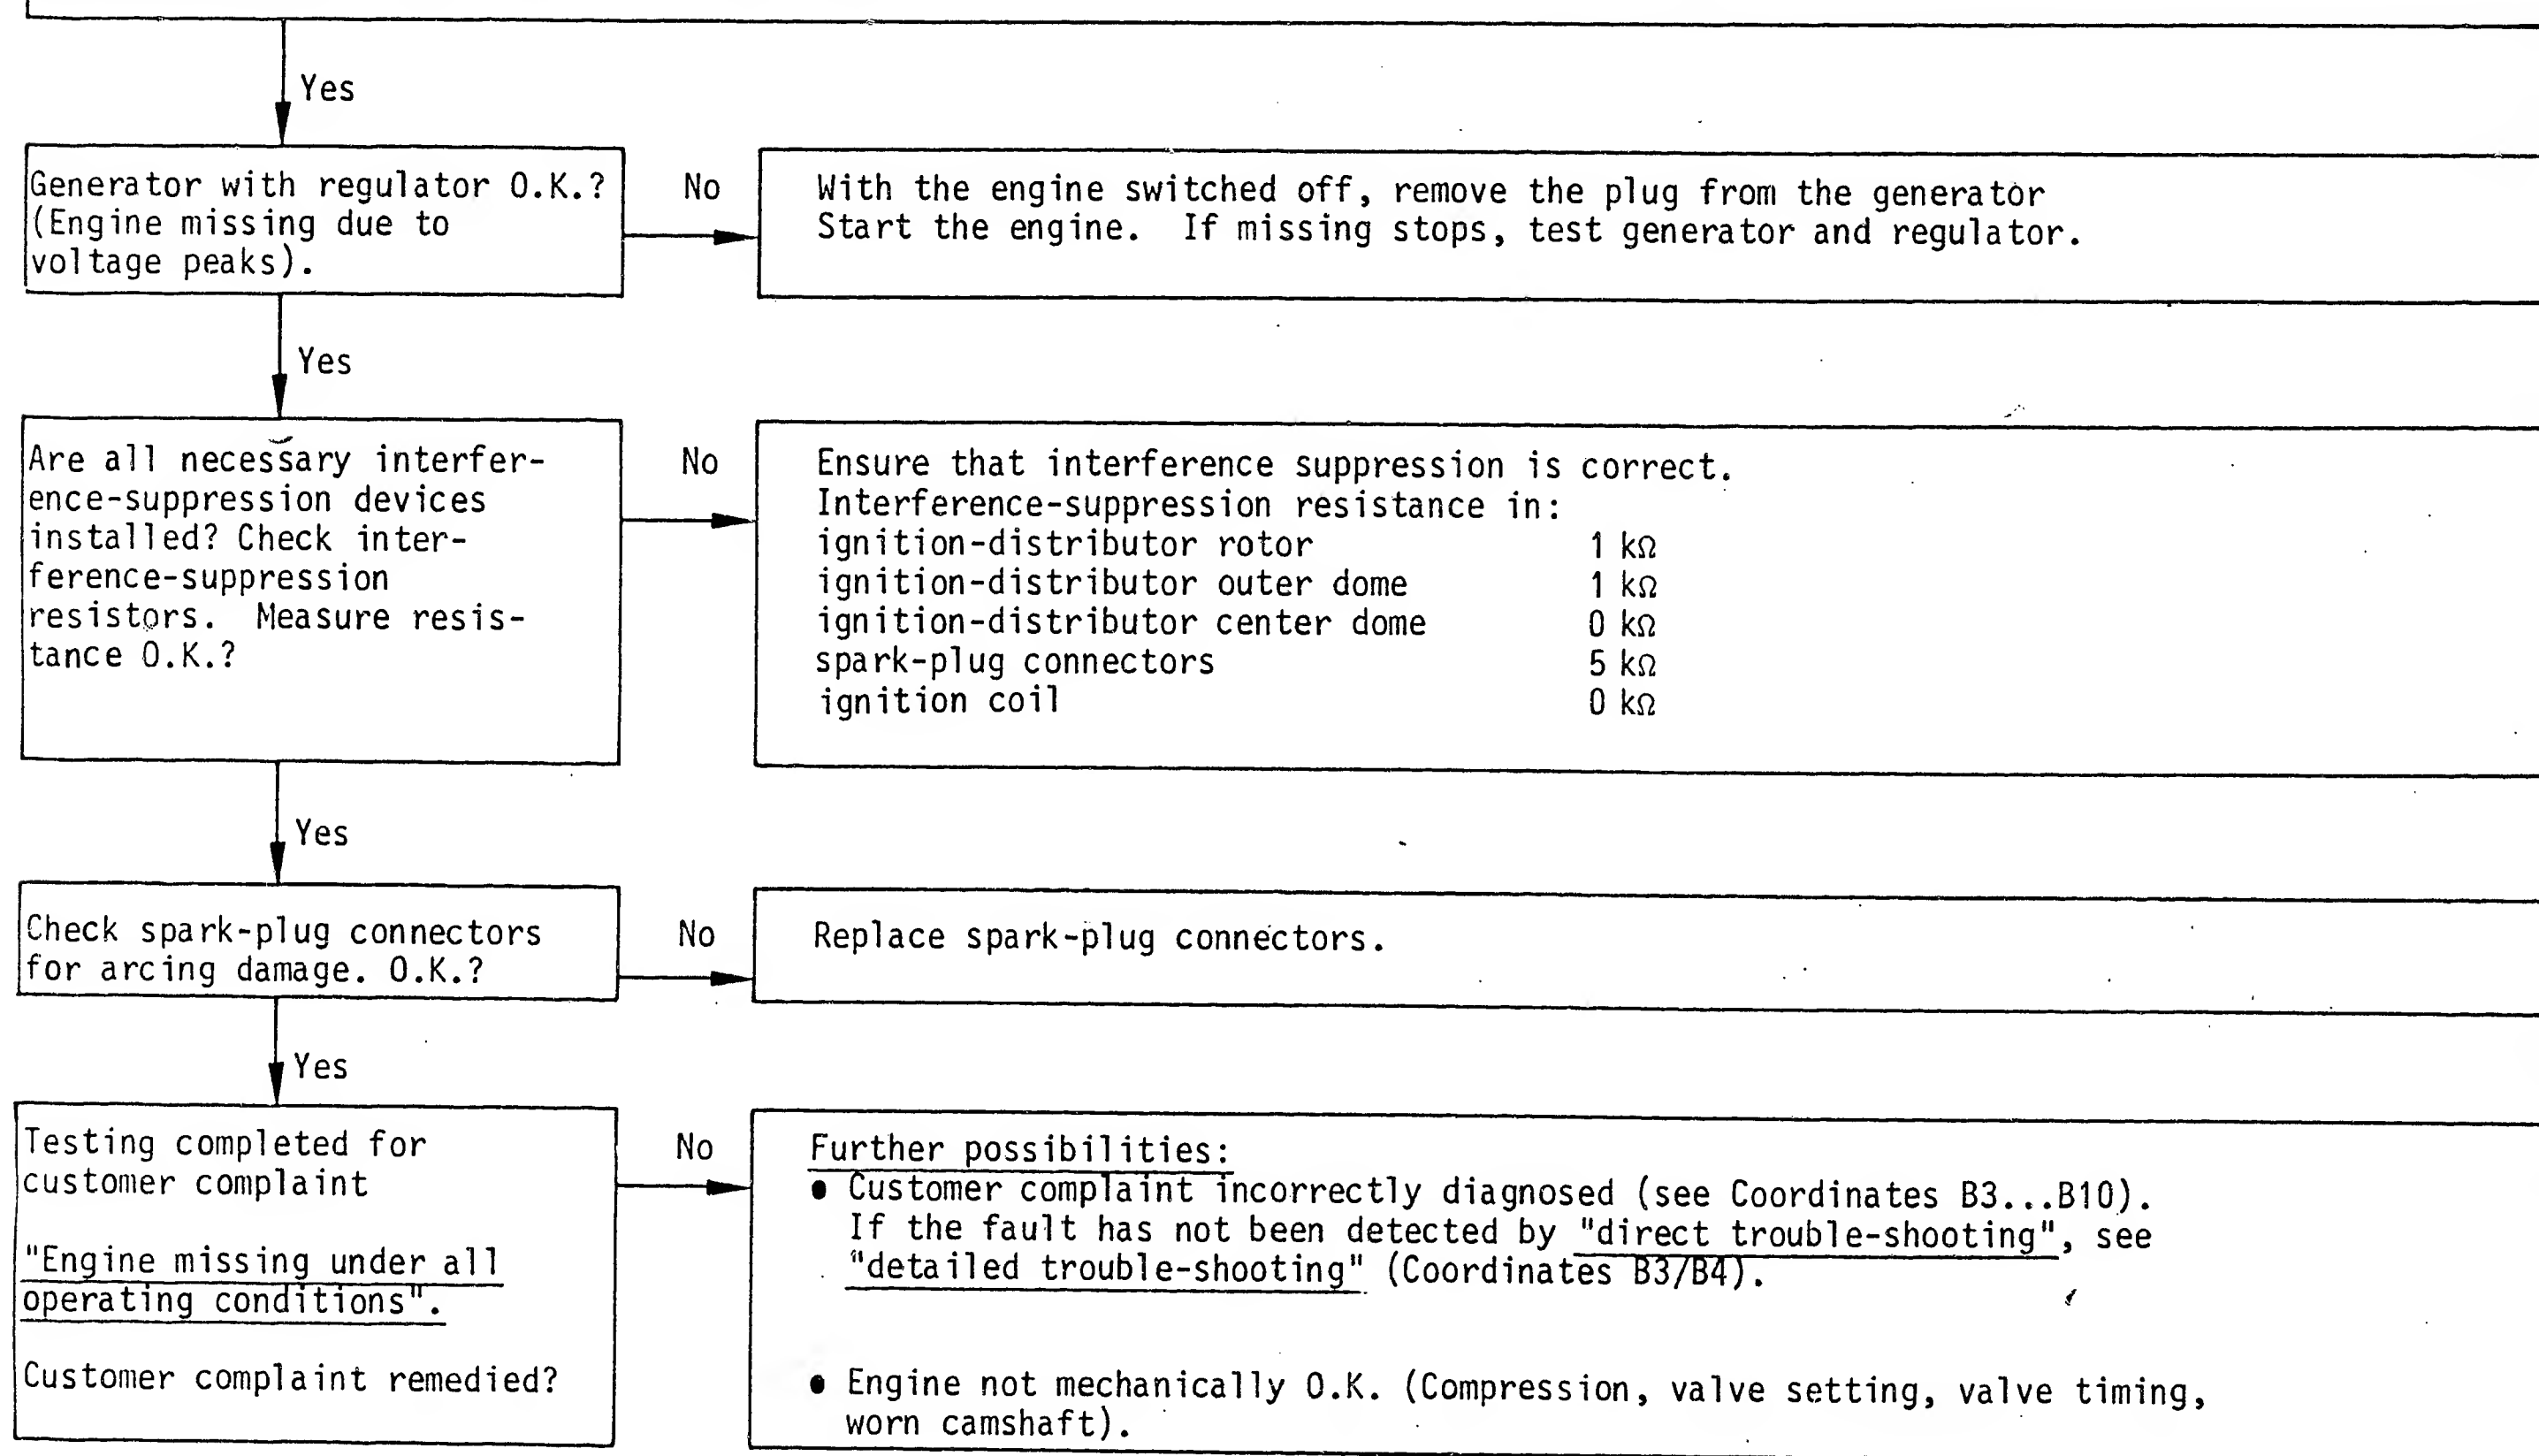 Yes
Generator with regulator O.K.?
(Engine missing due to
voltage peaks).
No
With the engine switched off, remove the plug from the generator
Start the engine. If missing stops, test generator and regulator.
Yes
Are all necessary interfer-
ence-suppression devices
installed? Check inter-
ference-suppression
resistors. Measure resis-
tance O.K.?
No
Ensure that interference suppression is correct.
Interference-suppression resistance in:
ignition-distributor rotor 1 kΩ
ignition-distributor outer dome 1 kΩ
ignition-distributor center dome 0 kΩ
spark-plug connectors 5 kΩ
ignition coil 0 kΩ
Yes
Check spark-plug connectors
for arcing damage. O.K.?
No
Replace spark-plug connectors.
Yes
Testing completed for
customer complaint
"Engine missing under all
operating conditions".
Customer complaint remedied?
No
Further possibilities:
● Customer complaint incorrectly diagnosed (see Coordinates B3...B10).
If the fault has not been detected by "direct trouble-shooting", see
"detailed trouble-shooting" (Coordinates B3/B4).
● Engine not mechanically O.K. (Compression, valve setting, valve timing,
worn camshaft).